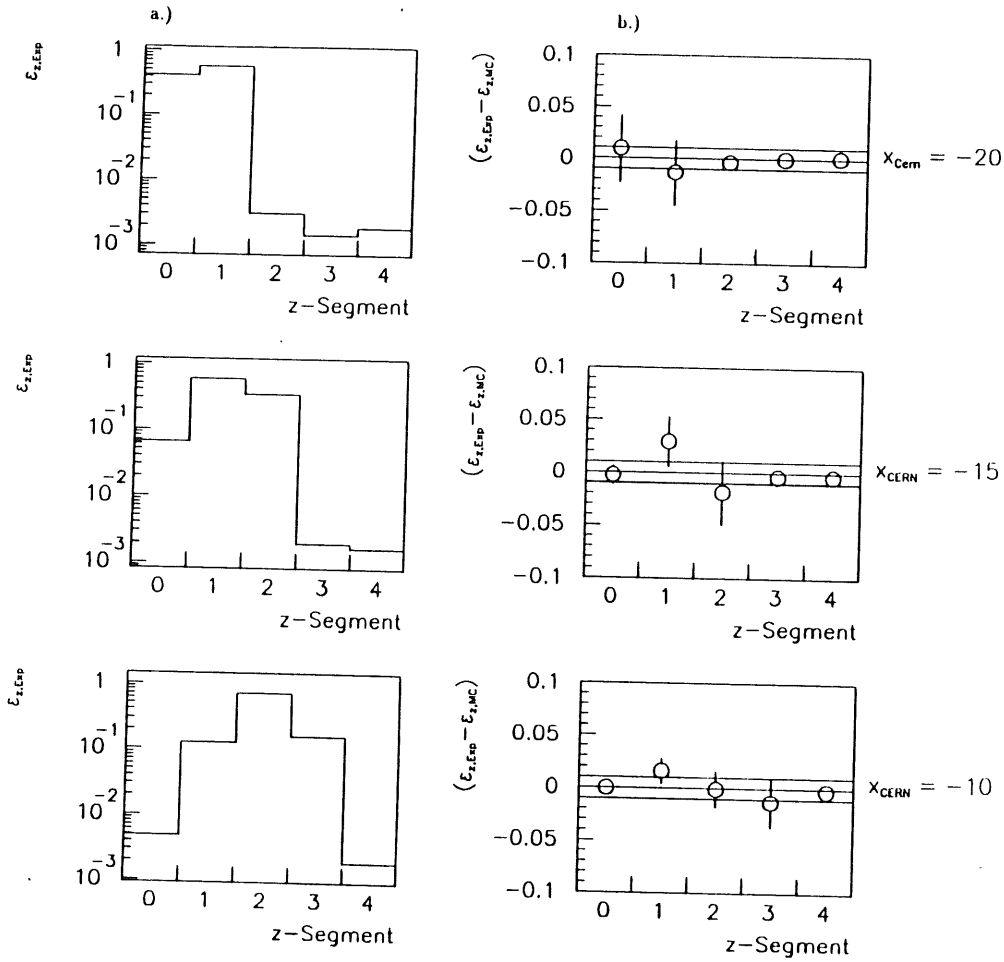 a.)
ε_z,Exp
1
10⁻¹
10⁻²
10⁻³
0 1 2 3 4
z-Segment
b.)
(ε_z,Exp − ε_z,MC)
0.1
0.05
0
−0.05
−0.1
0 1 2 3 4
z-Segment
x_Cern = −20
ε_z,Exp
1
10⁻¹
10⁻²
10⁻³
0 1 2 3 4
z-Segment
(ε_z,Exp − ε_z,MC)
0.1
0.05
0
−0.05
−0.1
0 1 2 3 4
z-Segment
x_CERN = −15
ε_z,Exp
1
10⁻¹
10⁻²
10⁻³
0 1 2 3 4
z-Segment
(ε_z,Exp − ε_z,MC)
0.1
0.05
0
−0.05
−0.1
0 1 2 3 4
z-Segment
x_CERN = −10